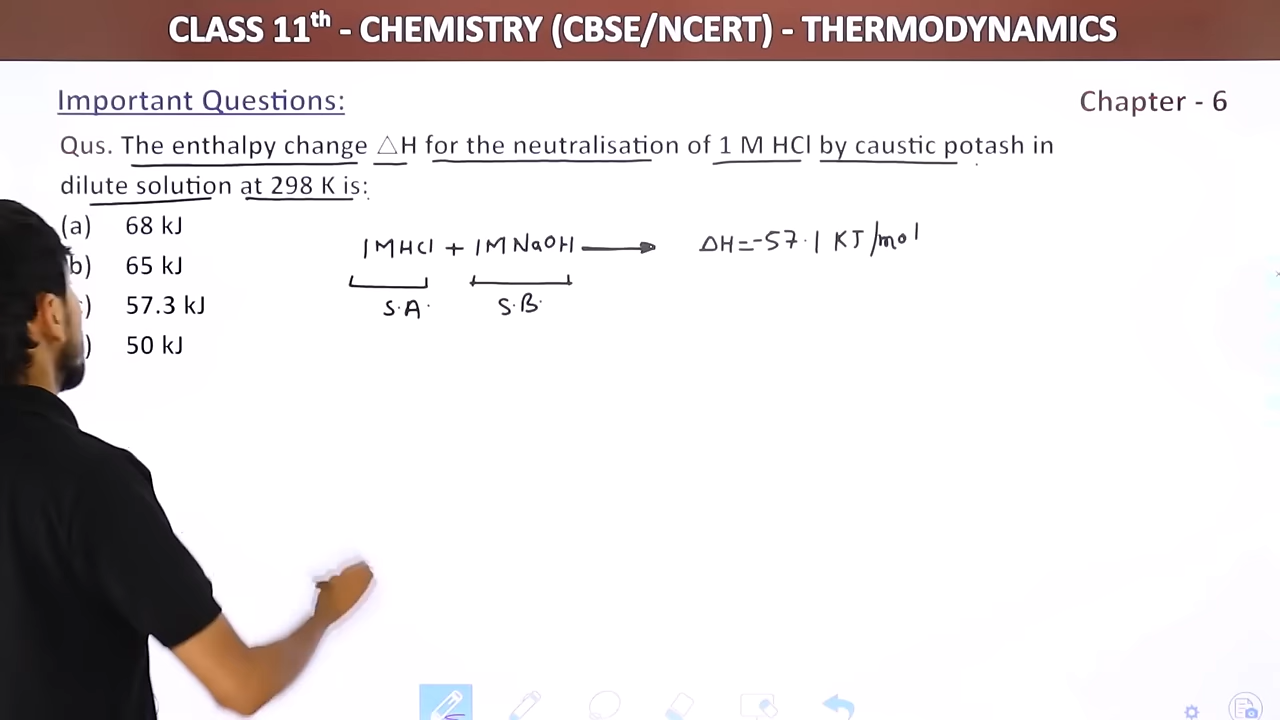 CLASS 11th - CHEMISTRY (CBSE/NCERT) - THERMODYNAMICS
Important Questions:
Chapter - 6
Qus. The enthalpy change △H for the neutralisation of 1 M HCl by caustic potash in
dilute solution at 298 K is:
(a) 68 kJ
b) 65 kJ
) 57.3 kJ
) 50 kJ
1MHCl + 1M NaOH ⟶ ΔH=-57.1 KJ/mol
S.A. S.B.